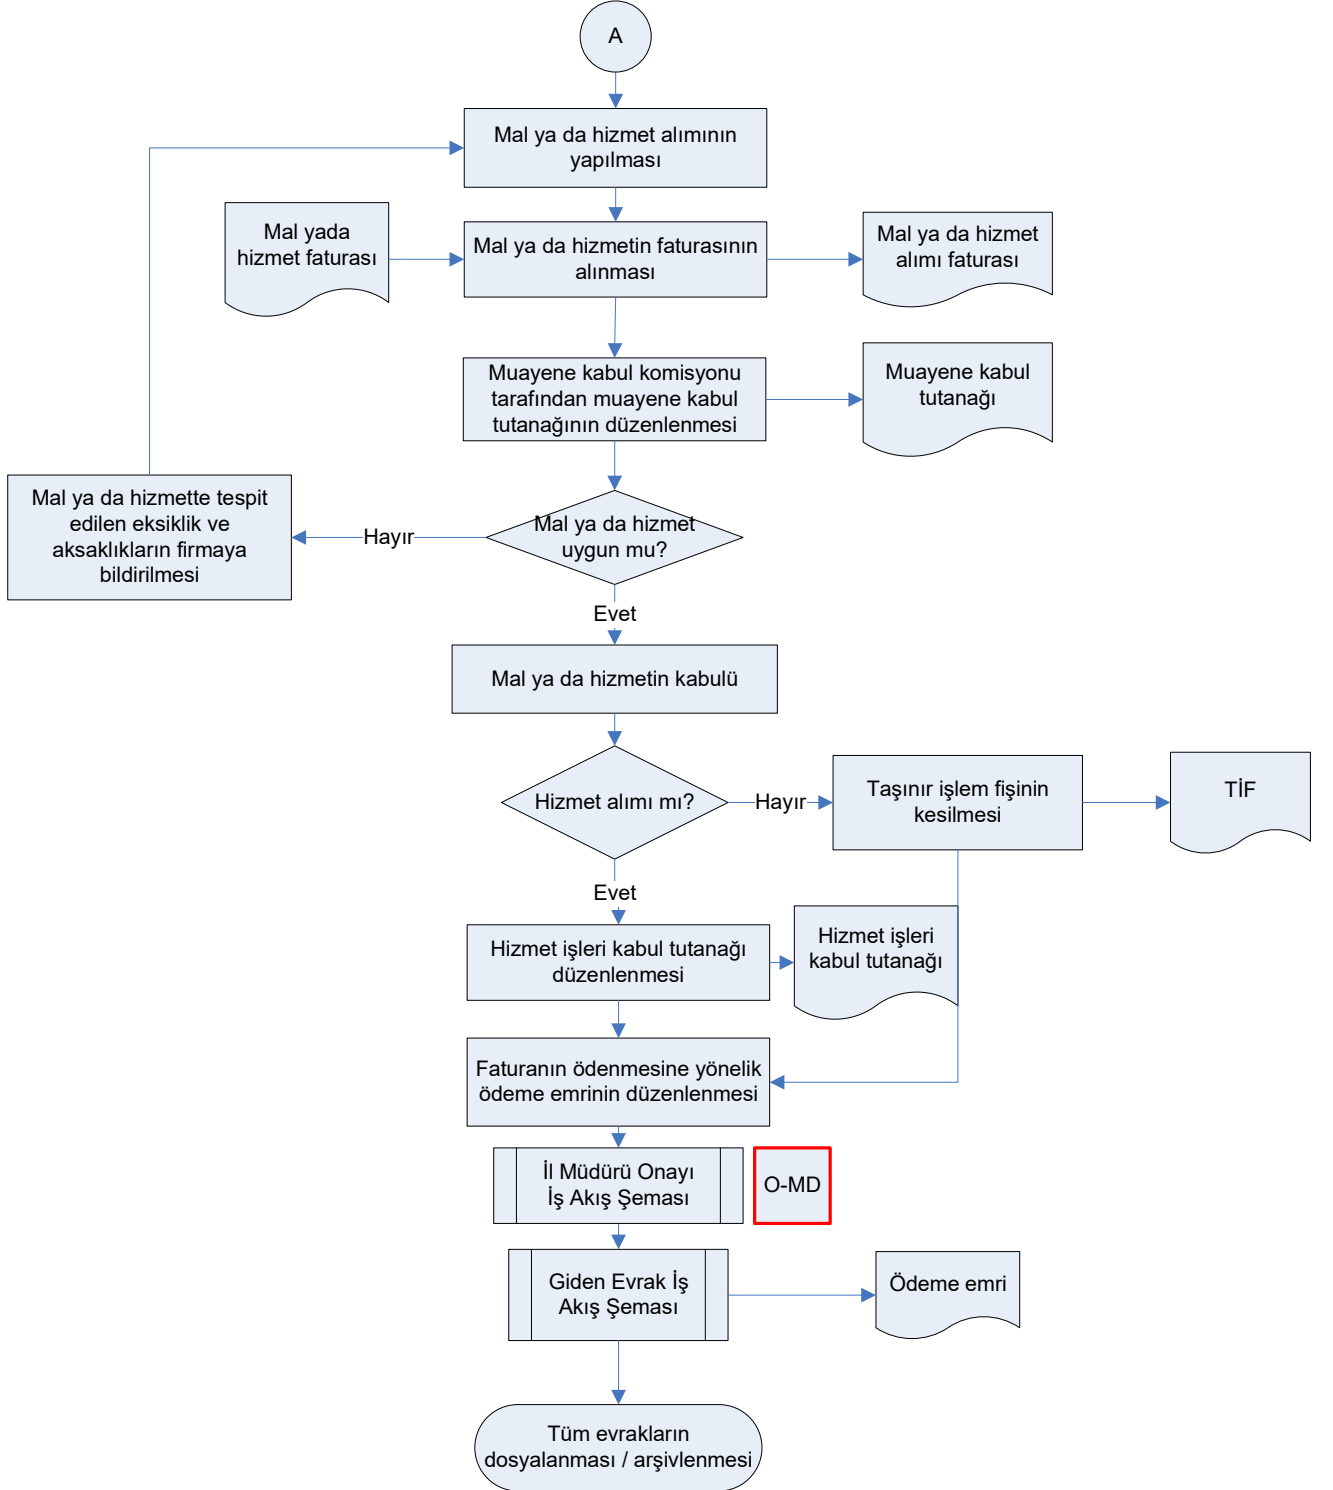 A
Mal ya da hizmet alımının
yapılması
Mal yada
hizmet faturası
Mal ya da hizmetin faturasının
alınması
Mal ya da hizmet
alımı faturası
Muayene kabul komisyonu
tarafından muayene kabul
tutanağının düzenlenmesi
Muayene kabul
tutanağı
Mal ya da hizmette tespit
edilen eksiklik ve
aksaklıkların firmaya
bildirilmesi
Hayır
Mal ya da hizmet
uygun mu?
Evet
Mal ya da hizmetin kabulü
Hizmet alımı mı?
Hayır
Taşınır işlem fişinin
kesilmesi
TİF
Evet
Hizmet işleri kabul tutanağı
düzenlenmesi
Hizmet işleri
kabul tutanağı
Faturanın ödenmesine yönelik
ödeme emrinin düzenlenmesi
İl Müdürü Onayı
İş Akış Şeması
O-MD
Giden Evrak İş
Akış Şeması
Ödeme emri
Tüm evrakların
dosyalanması / arşivlenmesi